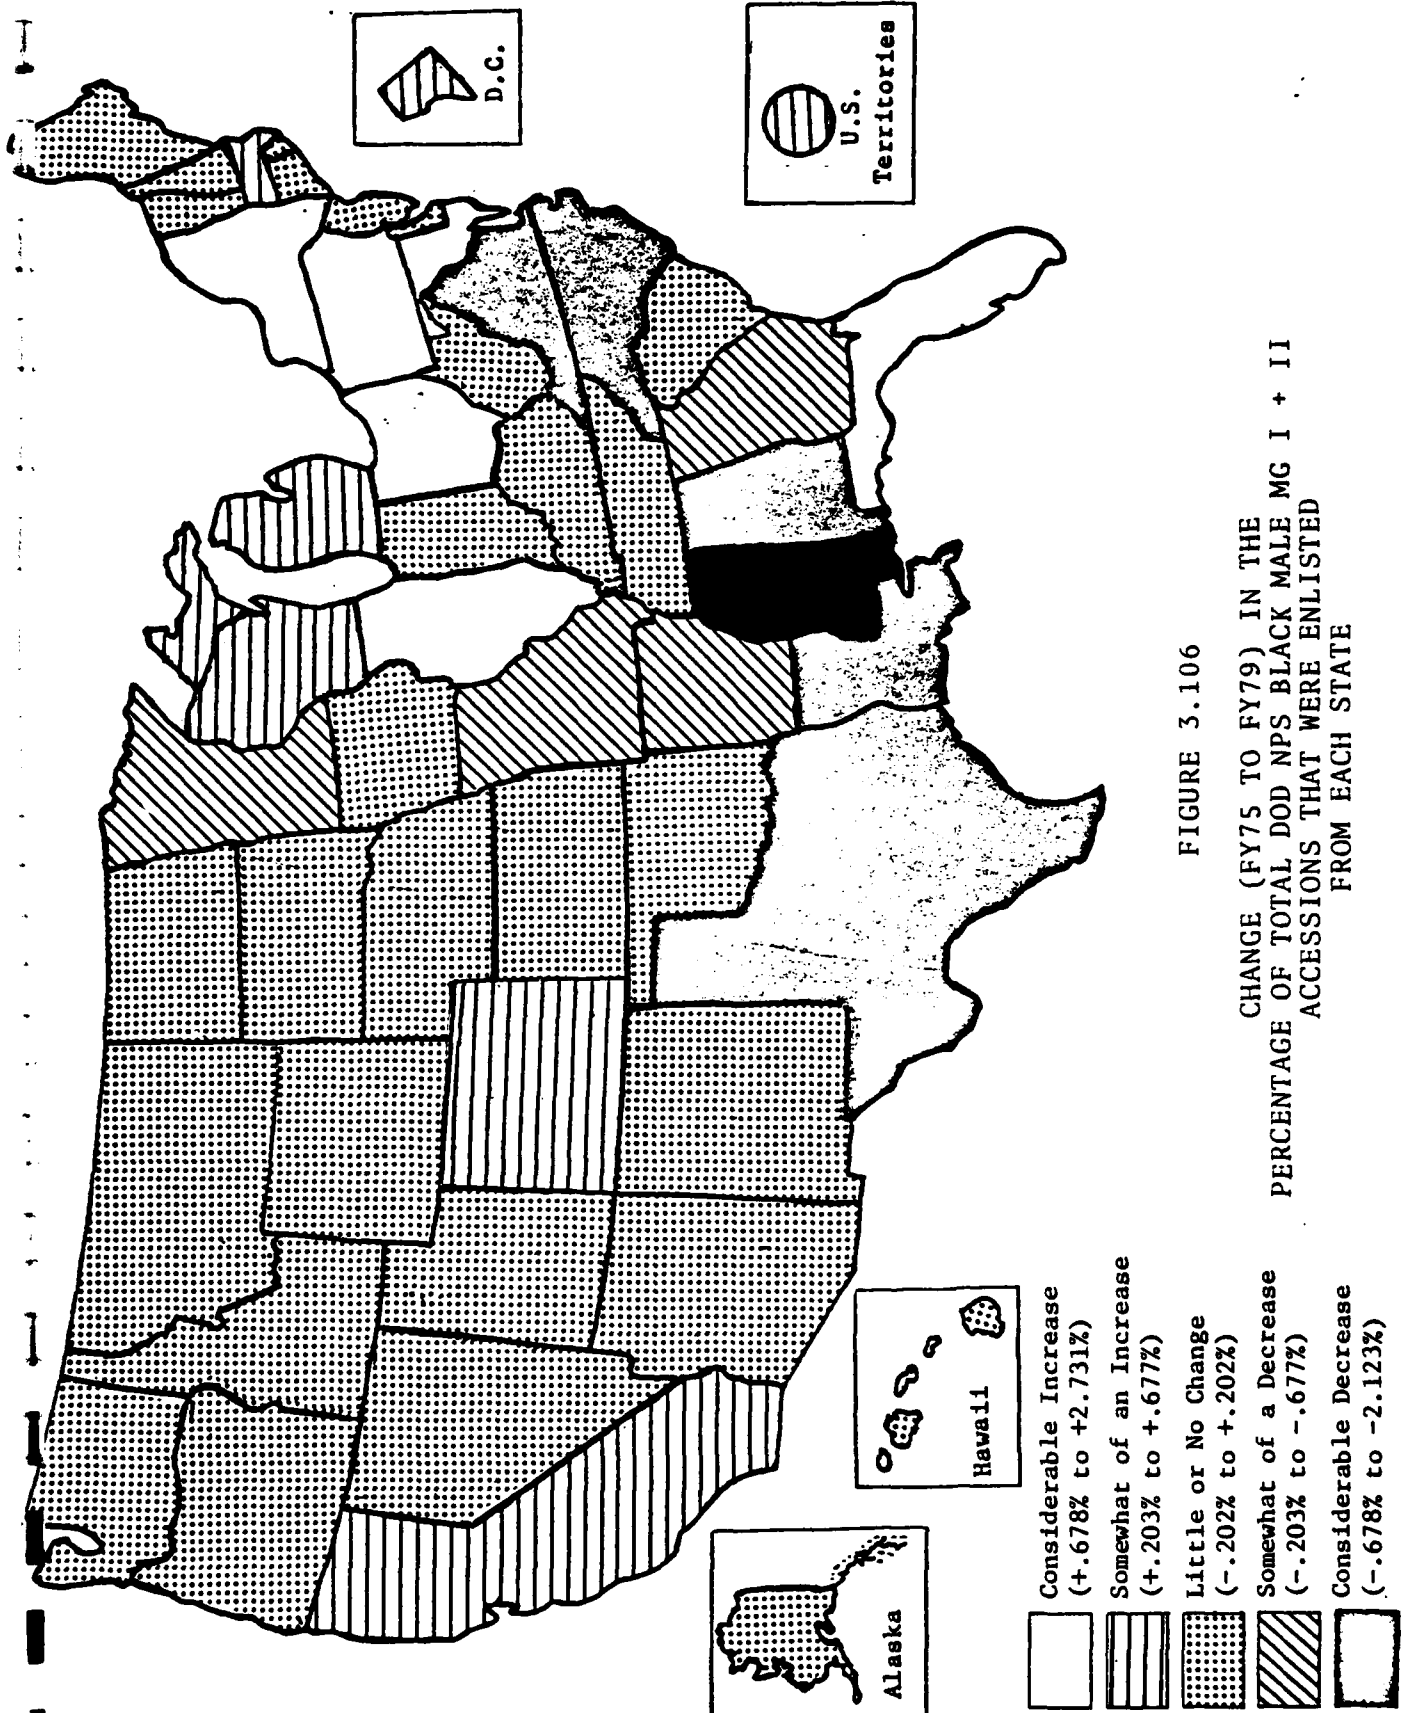 D.C.
U.S.
Territories
Hawaii
Alaska
Considerable Increase
(+.678% to +2.731%)
Somewhat of an Increase
(+.203% to +.677%)
Little or No Change
(-.202% to +.202%)
Somewhat of a Decrease
(-.203% to -.677%)
Considerable Decrease
(-.678% to -2.123%)
FIGURE 3.106
CHANGE (FY75 TO FY79) IN THE
PERCENTAGE OF TOTAL DOD NPS BLACK MALE MG I + II
ACCESSIONS THAT WERE ENLISTED
FROM EACH STATE